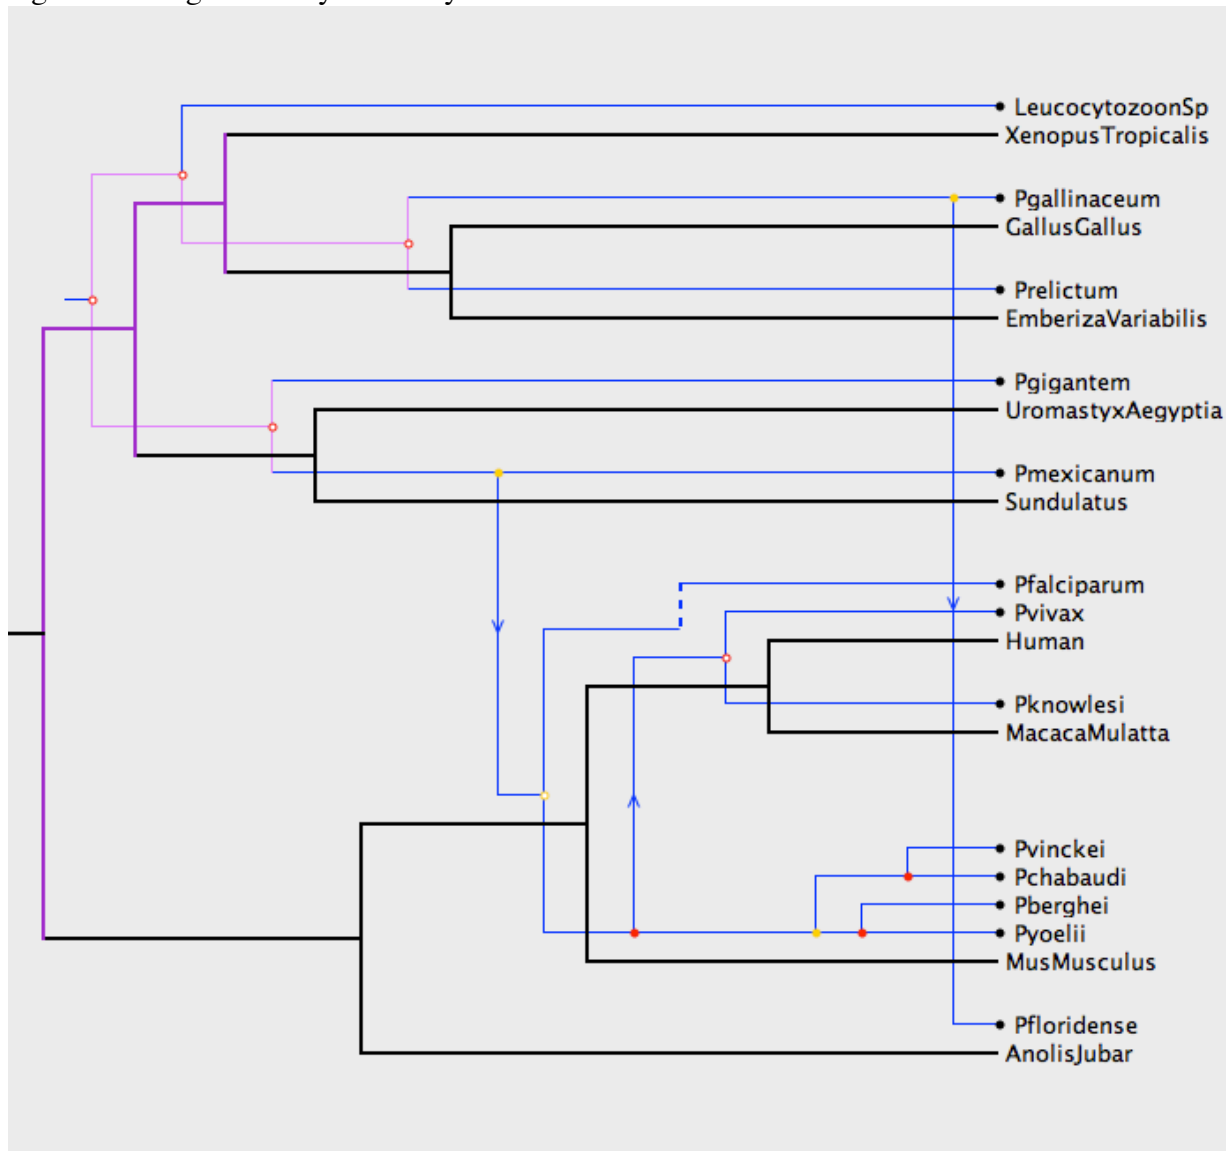 LeucocytozoonSp
XenopusTropicalis
Pgallinaceum
GallusGallus
Prelictum
EmberizaVariabilis
Pgigantem
UromastyxAegyptia
Pmexicanum
Sundulatus
Pfalciparum
Pvivax
Human
Pknowlesi
MacacaMulatta
Pvinckei
Pchabaudi
Pberghei
Pyoelii
MusMusculus
Pfloridense
AnolisJubar